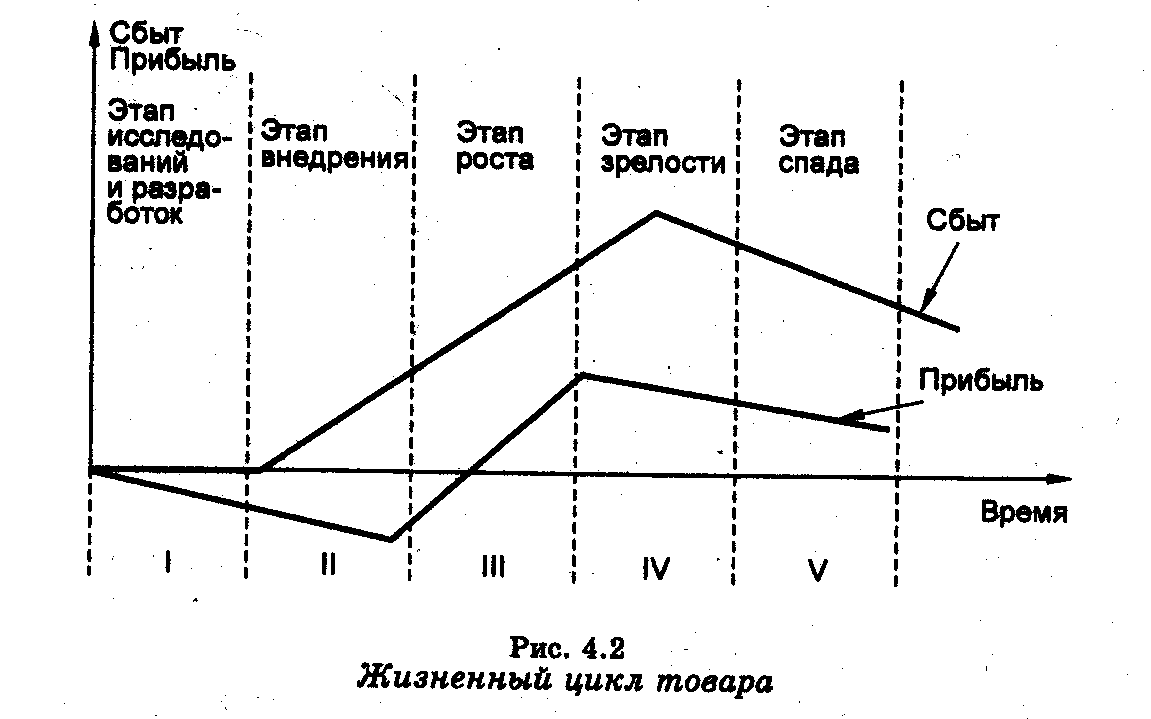 Сбыт
Прибыль
Этап
исследо-
ваний
и разра-
боток
Этап
внедрения
Этап
роста
Этап
зрелости
Этап
спада
Сбыт
Прибыль
Время
I
II
III
IV
V
Рис. 4.2
Жизненный цикл товара